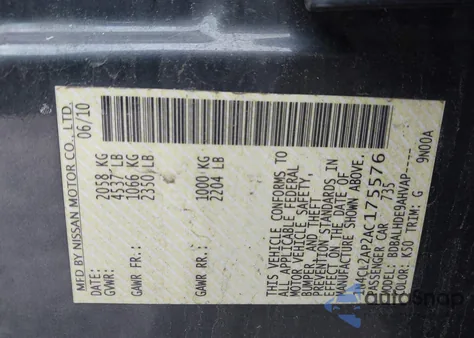 MFD BY NISSAN MOTOR CO., LTD.
06/10
GVWR: 2058 KG
4537 LB
GAWR FR: 1066 KG
2350 LB
GAWR RR: 1000 KG
2204 LB
THIS VEHICLE CONFORMS TO
ALL APPLICABLE FEDERAL
MOTOR VEHICLE SAFETY,
BUMPER, AND THEFT
PREVENTION STANDARDS IN
EFFECT ON THE DATE OF
MANUFACTURE SHOWN ABOVE.
1N4CL2AP2AC175576
PASSENGER CAR 735
MODEL: BDBALHDE9AHVAP----
COLOR: K50 TRIM: G 9N00A
autoSnap